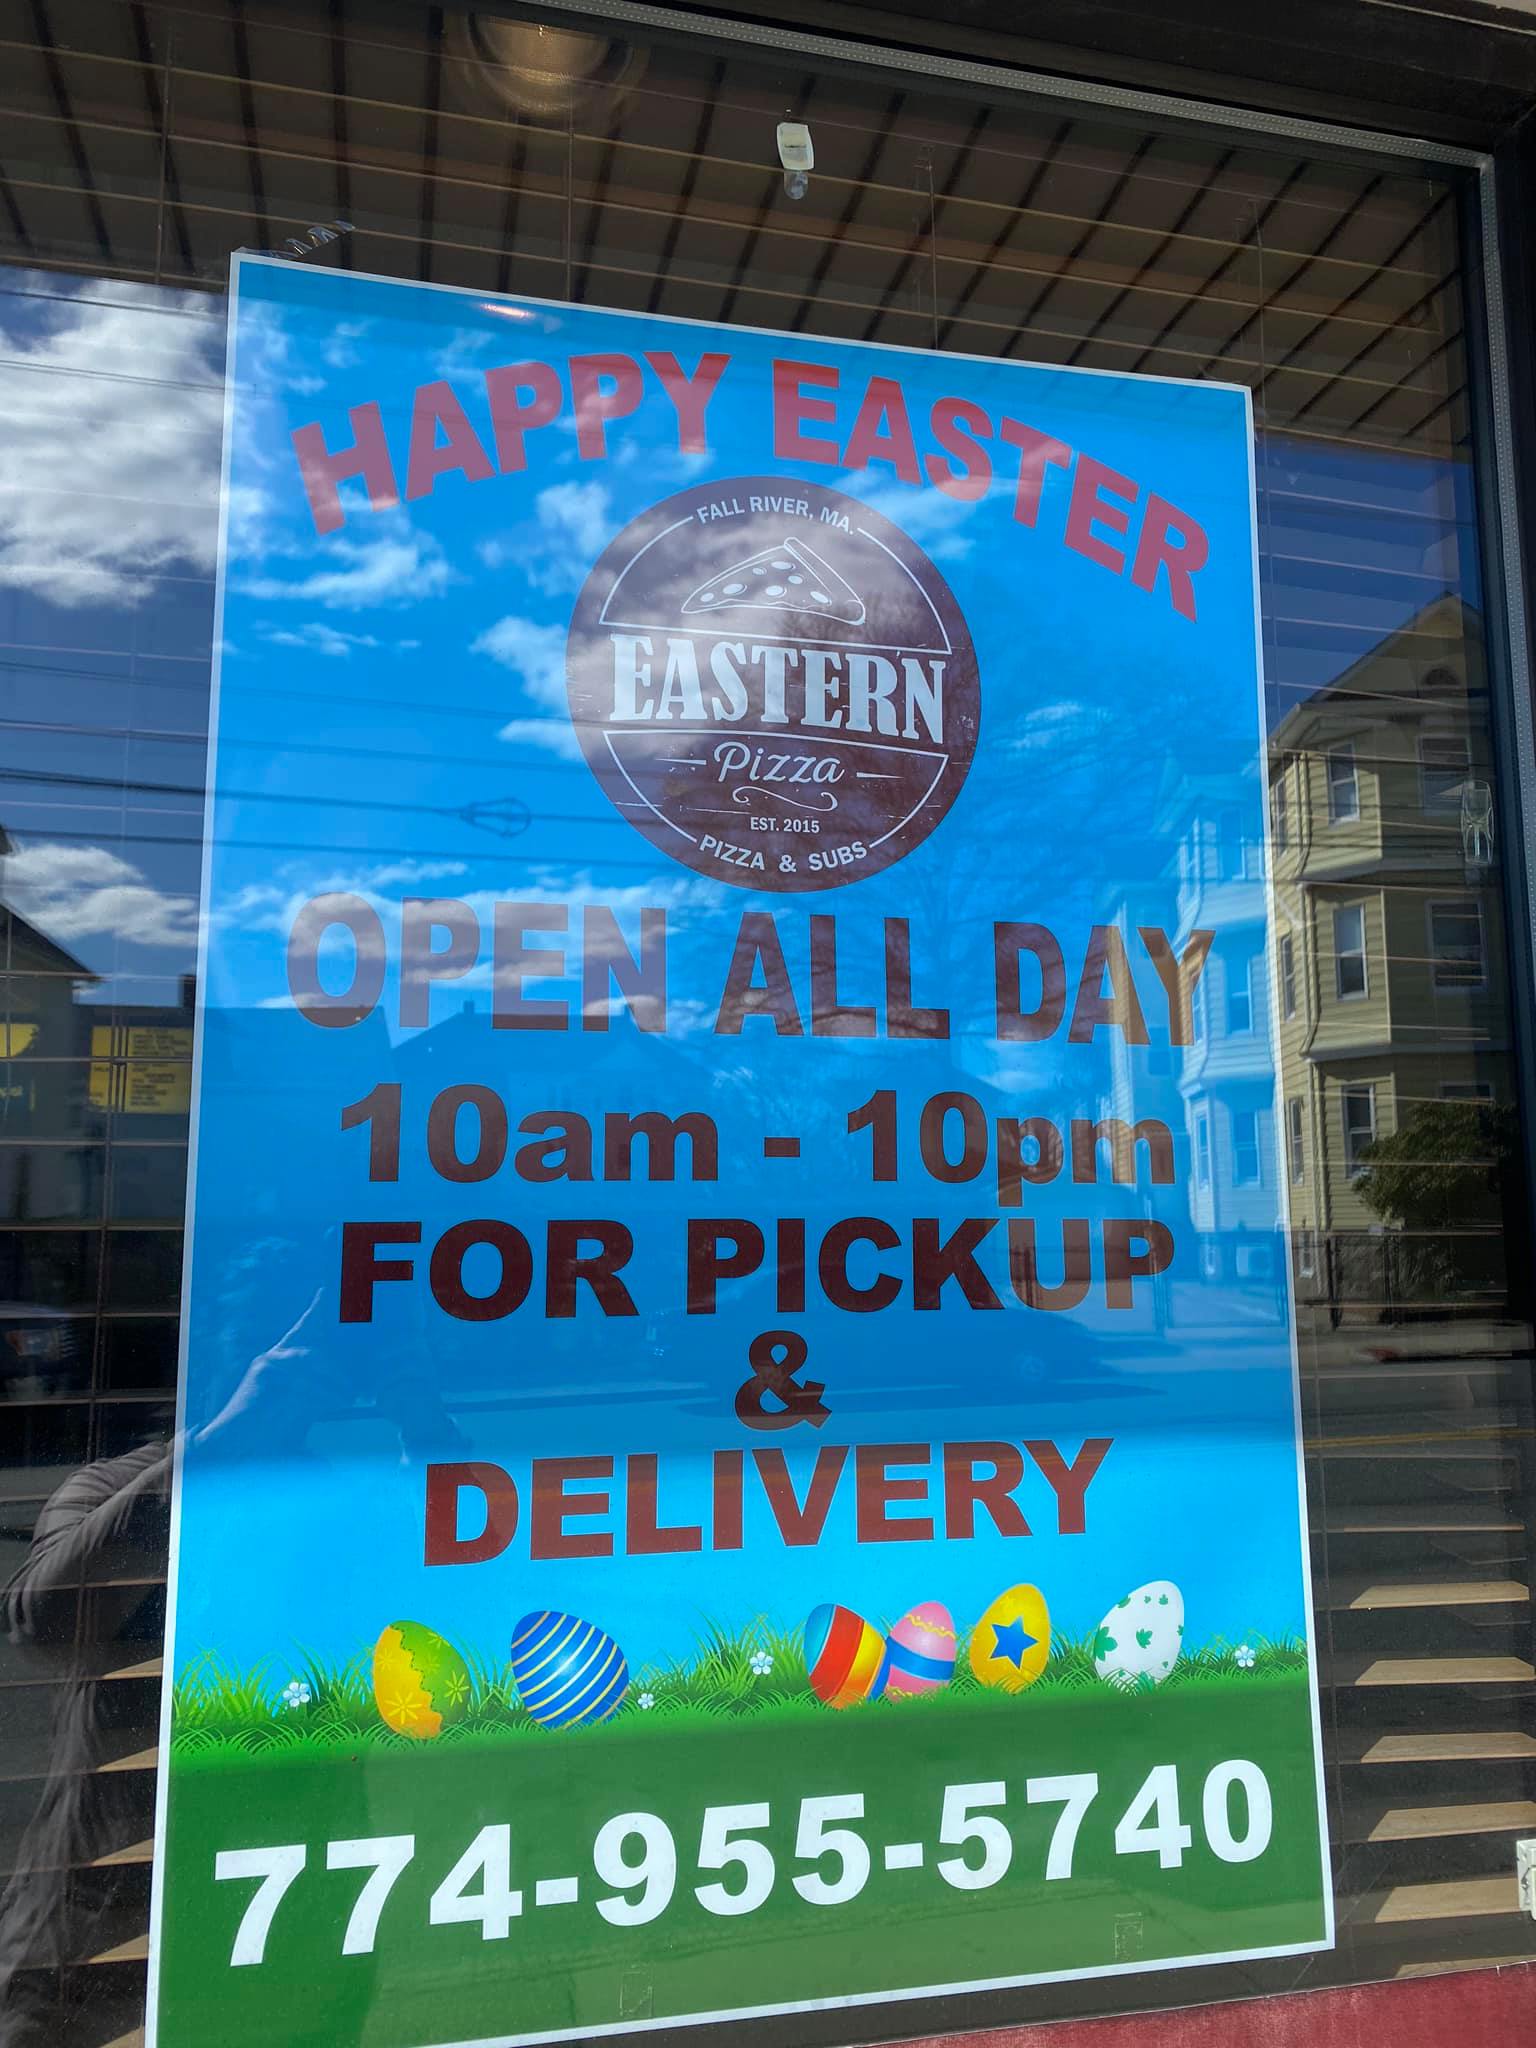 HAPPY EASTER
FALL RIVER, MA.
EASTERN
Pizza
EST. 2015
PIZZA & SUBS
OPEN ALL DAY
10am - 10pm
FOR PICKUP
&
DELIVERY
774-955-5740